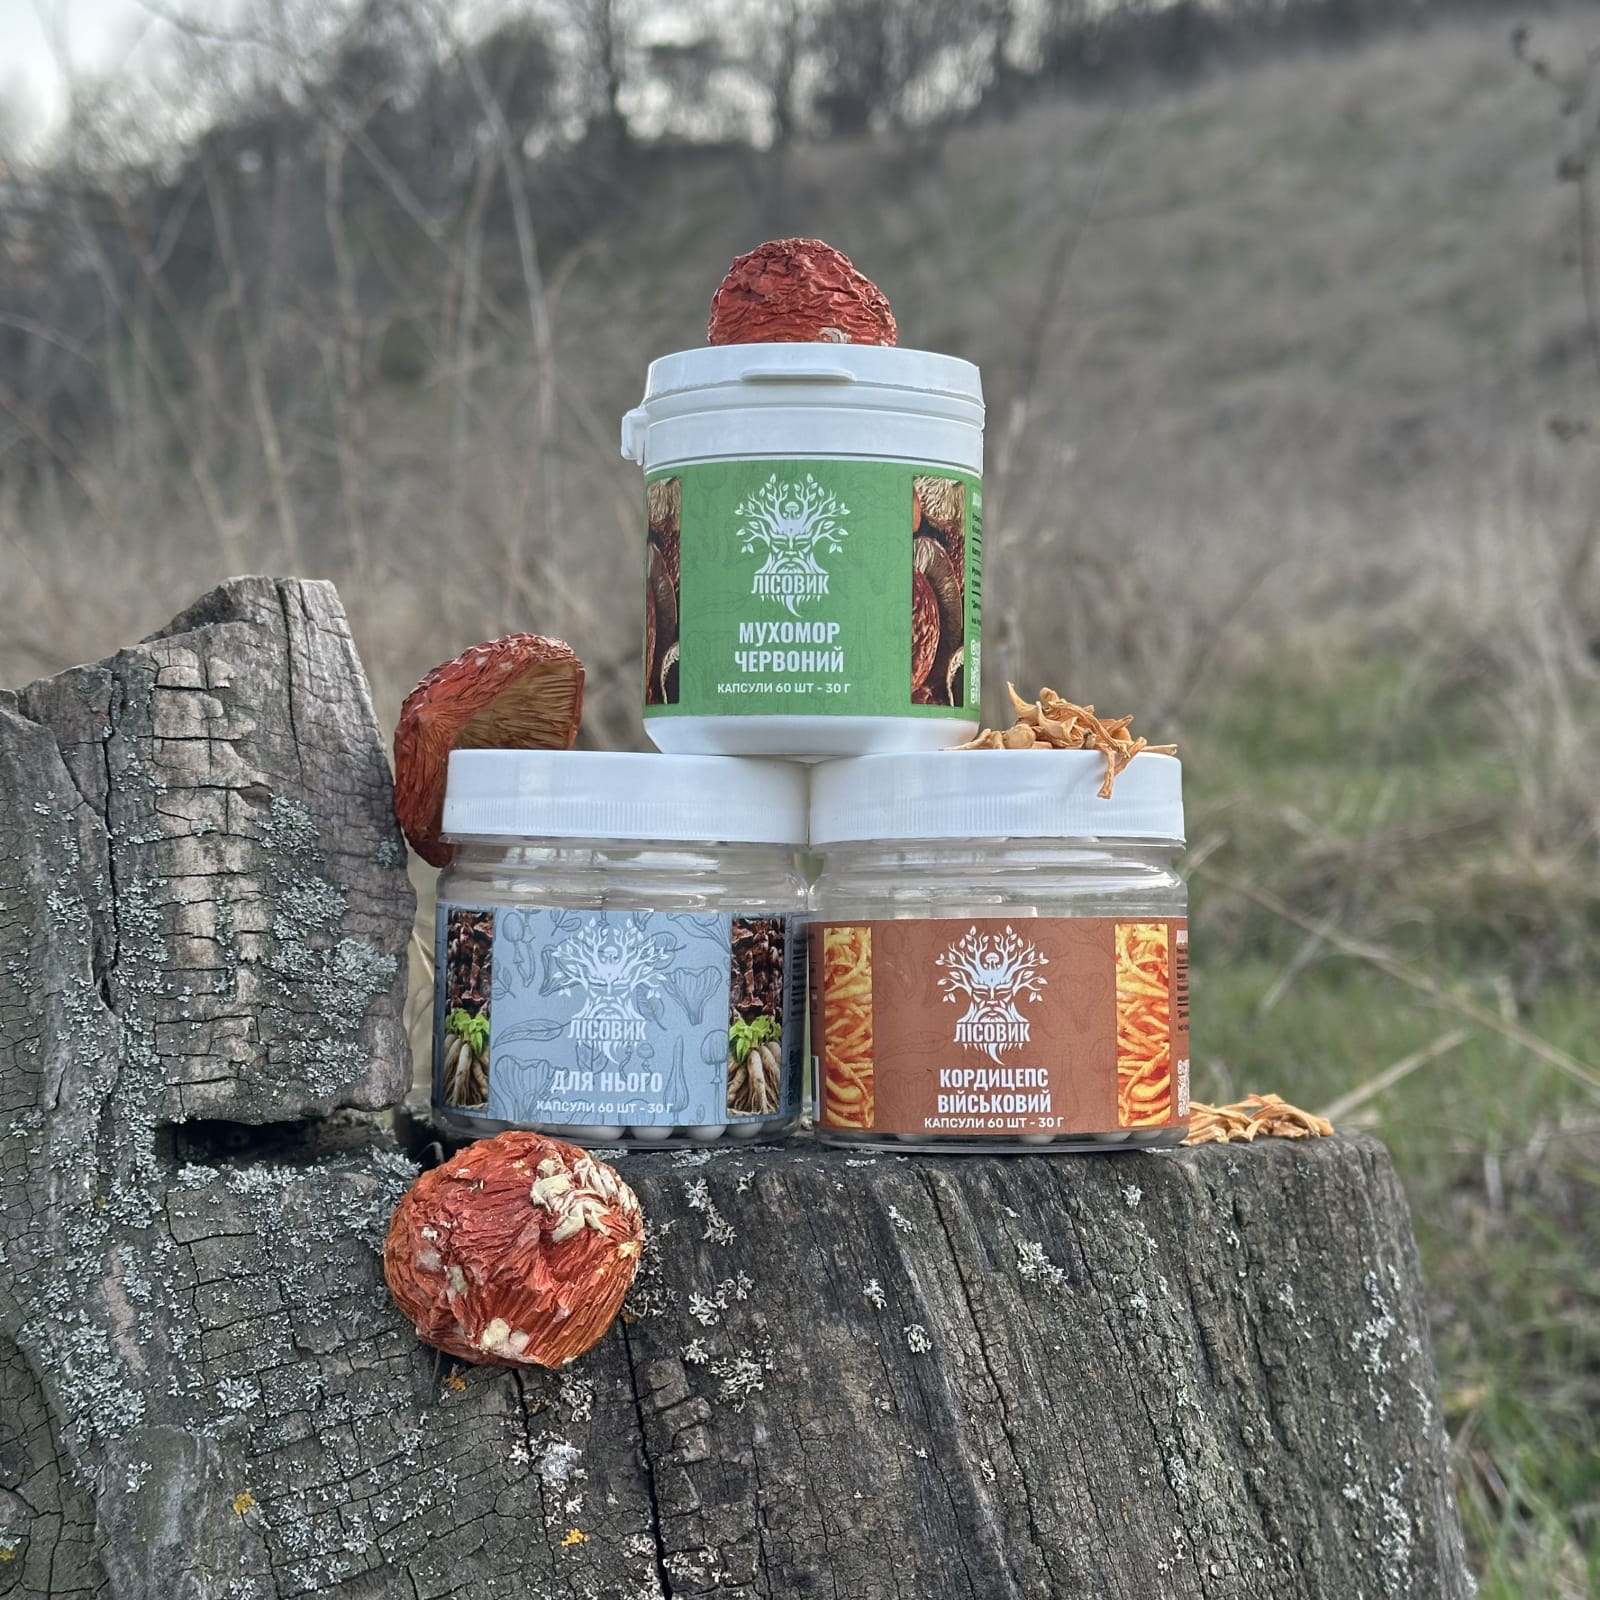 ЛІСОВИК
МУХОМОР
ЧЕРВОНИЙ
КАПСУЛИ 60 ШТ - 30 Г
ЛІСОВИК
ДЛЯ НЬОГО
КАПСУЛИ 60 ШТ - 30 Г
ЛІСОВИК
КОРДИЦЕПС
ВІЙСЬКОВИЙ
КАПСУЛИ 60 ШТ - 30 Г